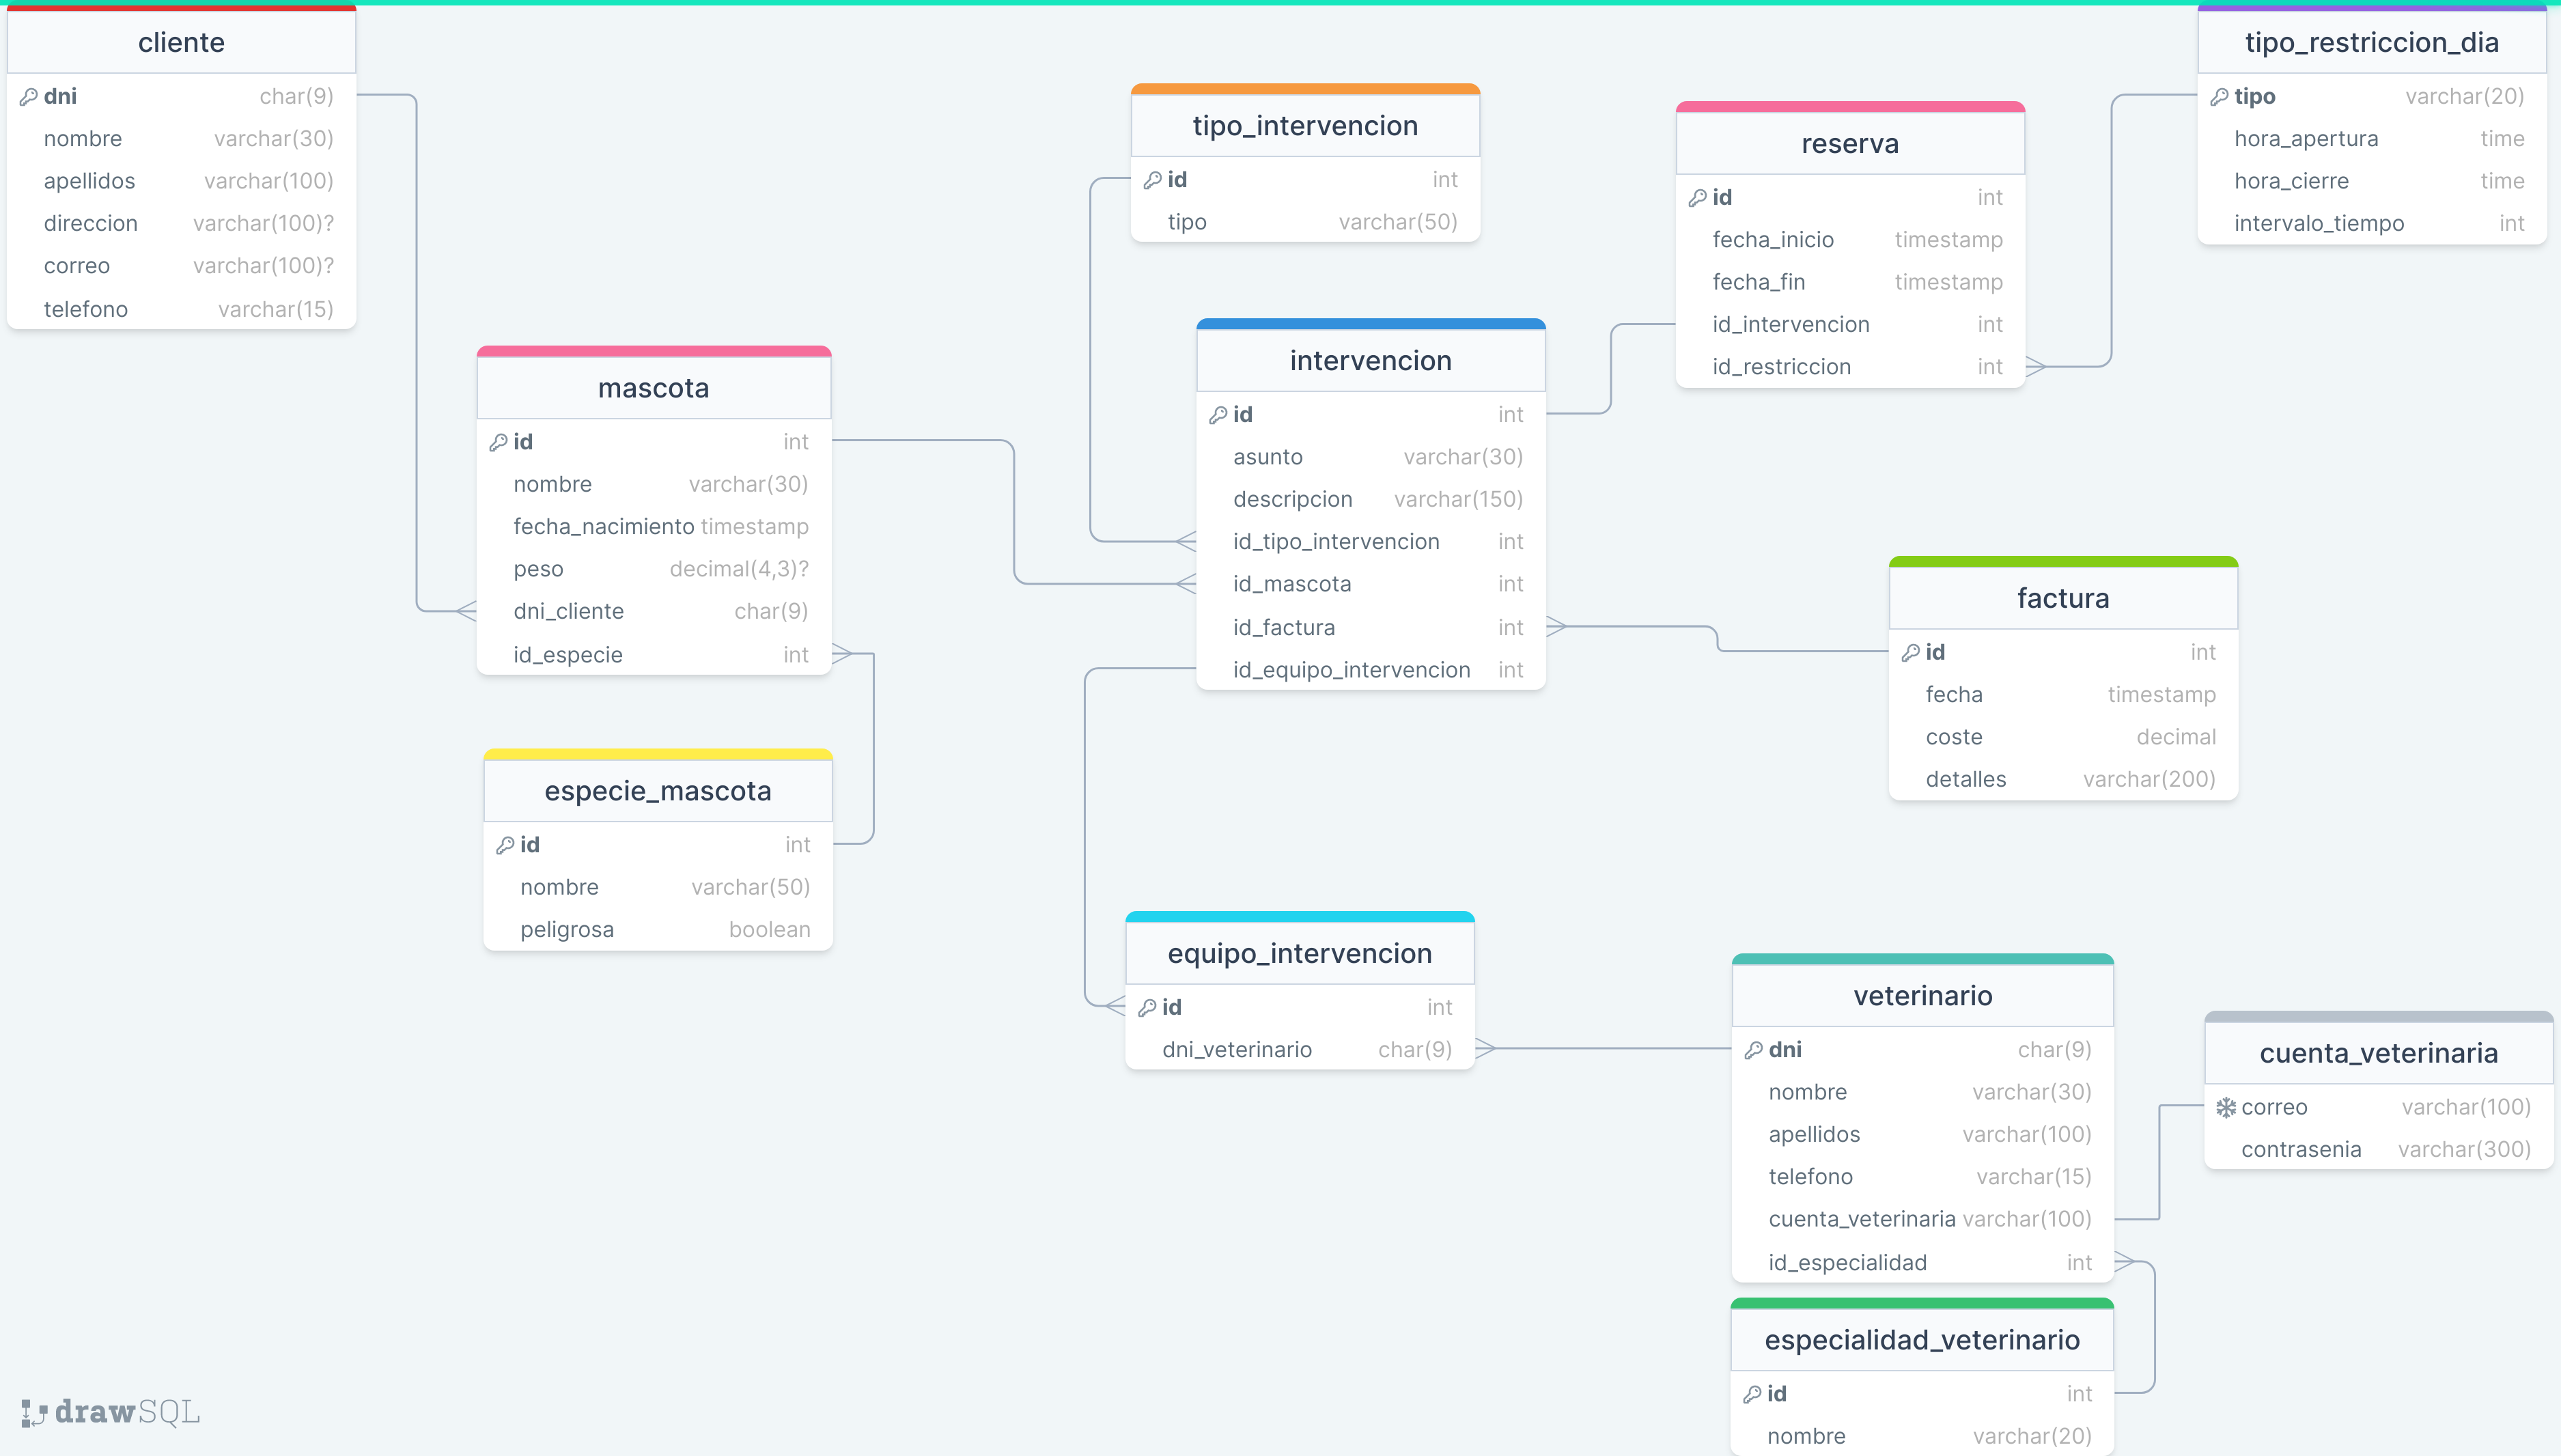 cliente
dni char(9)
nombre varchar(30)
apellidos varchar(100)
direccion varchar(100)?
correo varchar(100)?
telefono varchar(15)
mascota
id int
nombre varchar(30)
fecha_nacimiento timestamp
peso decimal(4,3)?
dni_cliente char(9)
id_especie int
especie_mascota
id int
nombre varchar(50)
peligrosa boolean
tipo_intervencion
id int
tipo varchar(50)
intervencion
id int
asunto varchar(30)
descripcion varchar(150)
id_tipo_intervencion int
id_mascota int
id_factura int
id_equipo_intervencion int
equipo_intervencion
id int
dni_veterinario char(9)
reserva
id int
fecha_inicio timestamp
fecha_fin timestamp
id_intervencion int
id_restriccion int
tipo_restriccion_dia
tipo varchar(20)
hora_apertura time
hora_cierre time
intervalo_tiempo int
factura
id int
fecha timestamp
coste decimal
detalles varchar(200)
veterinario
dni char(9)
nombre varchar(30)
apellidos varchar(100)
telefono varchar(15)
cuenta_veterinaria varchar(100)
id_especialidad int
cuenta_veterinaria
correo varchar(100)
contrasenia varchar(300)
especialidad_veterinario
id int
nombre varchar(20)
drawSQL